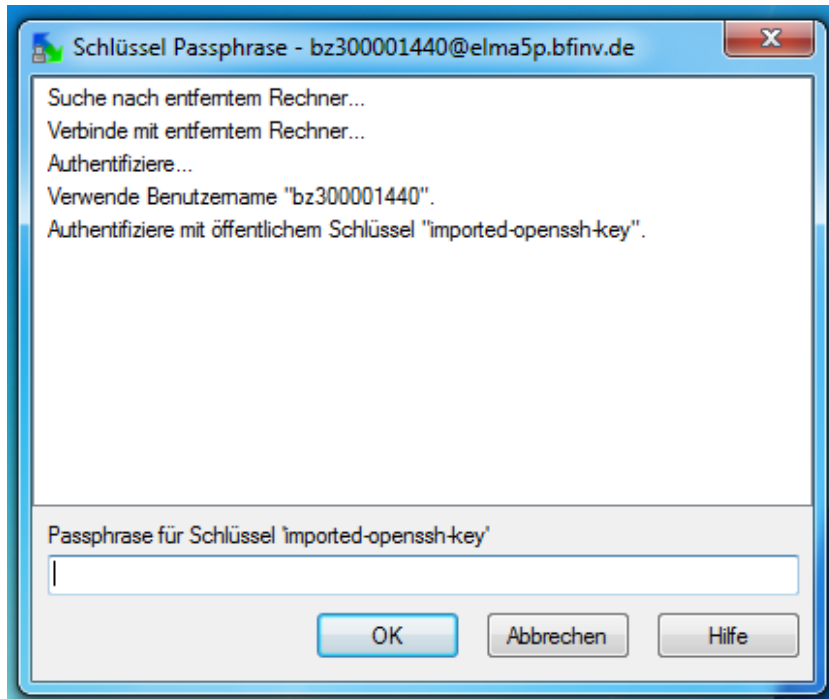 Schlüssel Passphrase - bz300001440@elma5p.bfinv.de
Suche nach entferntem Rechner...
Verbinde mit entferntem Rechner...
Authentifiziere...
Verwende Benutzername "bz300001440".
Authentifiziere mit öffentlichem Schlüssel "imported-openssh-key".
Passphrase für Schlüssel 'imported-openssh-key'
OK Abbrechen Hilfe